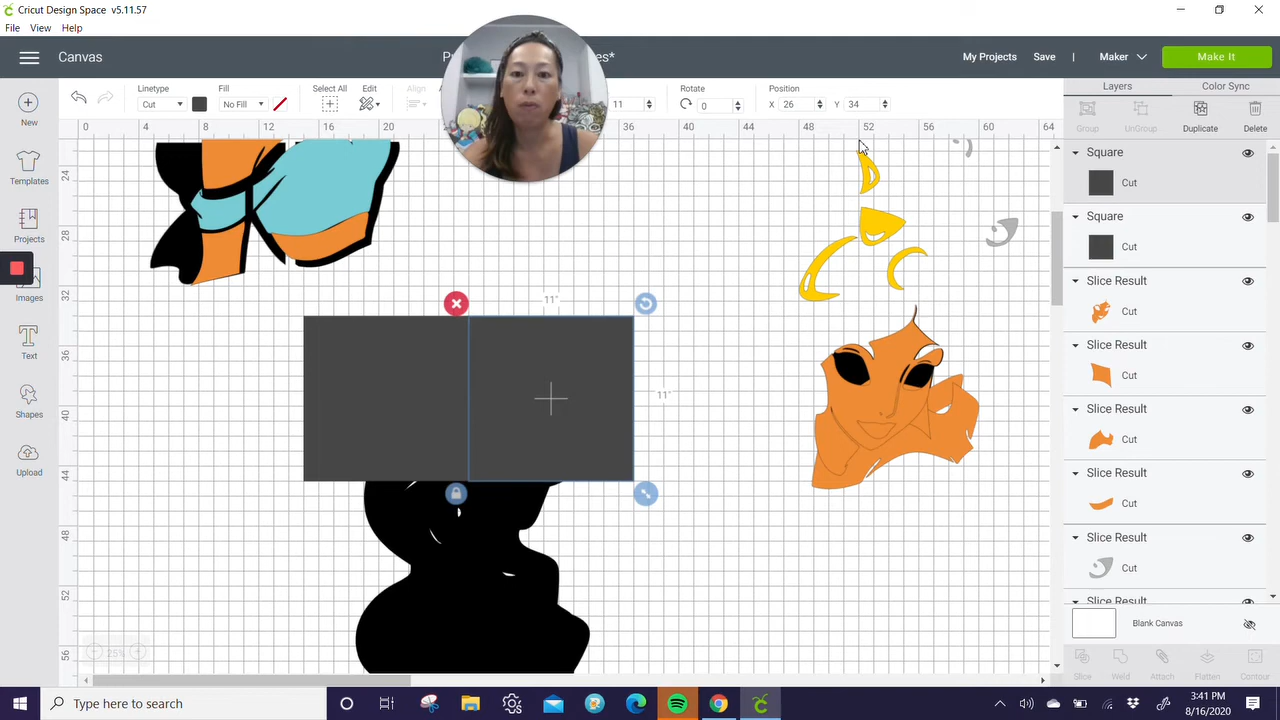 Cricut Design Space v5.11.57
File View Help
Canvas
es*
My Projects Save | Maker Make It
Linetype Fill Select All Edit Align Rotate Position
Cut No Fill 11 0 X 26 Y 34
0 4 8 12 16 20 36 40 44 48 52 56 60 64
24
28
32
36
40
44
48
52
56
New
Templates
Projects
Images
Text
Shapes
Upload
11"
11"
25%
Layers Color Sync
Group UnGroup Duplicate Delete
Square
Cut
Square
Cut
Slice Result
Cut
Slice Result
Cut
Slice Result
Cut
Slice Result
Cut
Slice Result
Cut
Slice Result
Blank Canvas
Slice Weld Attach Flatten Contour
Type here to search
3:41 PM
8/16/2020